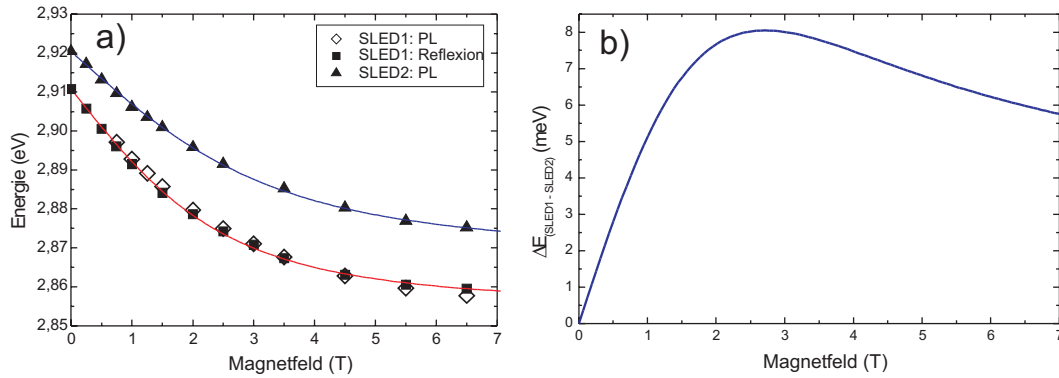 a)
SLED1: PL
SLED1: Reflexion
SLED2: PL
Energie (eV)
2,93
2,92
2,91
2,90
2,89
2,88
2,87
2,86
2,85
0 1 2 3 4 5 6 7
Magnetfeld (T)
b)
ΔE(SLED1 - SLED2) (meV)
8
7
6
5
4
3
2
1
0
0 1 2 3 4 5 6 7
Magnetfeld (T)